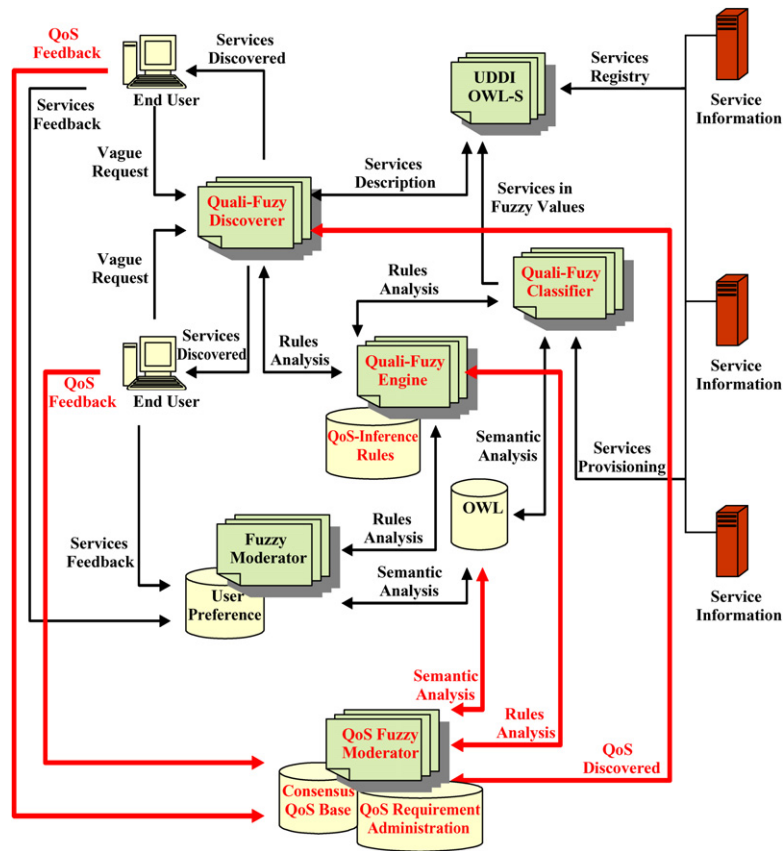 QoS
Feedback
Services
Discovered
End User
Services
Feedback
UDDI
OWL-S
Services
Registry
Service
Information
Vague
Request
Services
Description
Services in
Fuzzy Values
Quali-Fuzy
Discoverer
Vague
Request
Rules
Analysis
Quali-Fuzy
Classifier
Services
Discovered
Rules
Analysis
Quali-Fuzy
Engine
QoS
Feedback
End User
Service
Information
QoS-Inference
Rules
Semantic
Analysis
Services
Provisioning
OWL
Rules
Analysis
Fuzzy
Moderator
Services
Feedback
Semantic
Analysis
User
Preference
Service
Information
Semantic
Analysis
Rules
Analysis
QoS Fuzzy
Moderator
QoS
Discovered
Consensus
QoS Base
QoS Requirement
Administration